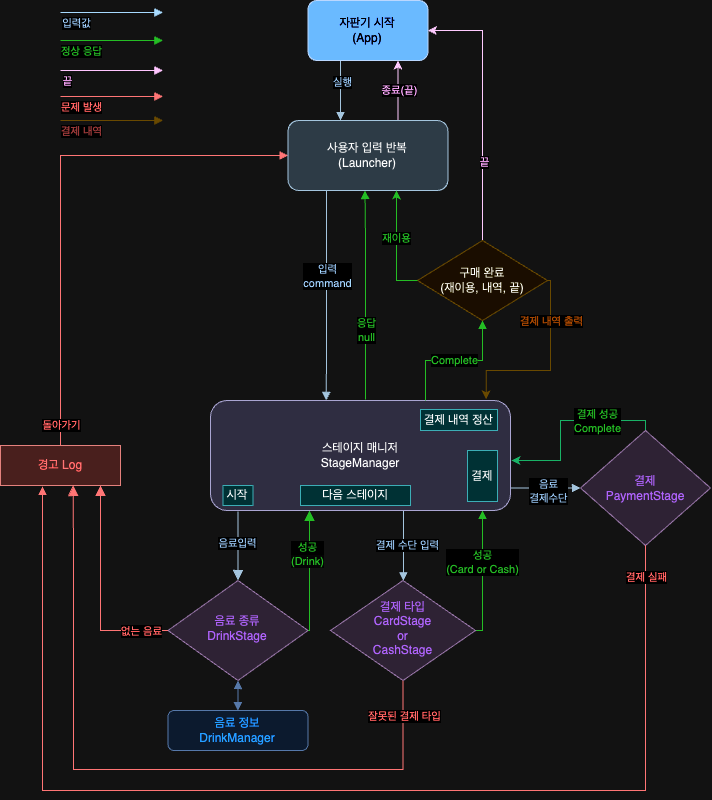 입력값
정상 응답
끝
문제 발생
결제 내역
자판기 시작
(App)
실행
종료(끝)
사용자 입력 반복
(Launcher)
끝
재이용
입력
command
구매 완료
(재이용, 내역, 끝)
응답
null
결제 내역 출력
Complete
돌아가기
결제 내역 정산
결제 성공
Complete
스테이지 매니저
StageManager
경고 Log
결제
시작
다음 스테이지
음료
결제수단
결제
PaymentStage
음료입력
성공
(Drink)
결제 수단 입력
성공
(Card or Cash)
결제 실패
없는 음료
음료 종류
DrinkStage
결제 타입
CardStage
or
CashStage
음료 정보
DrinkManager
잘못된 결제 타입